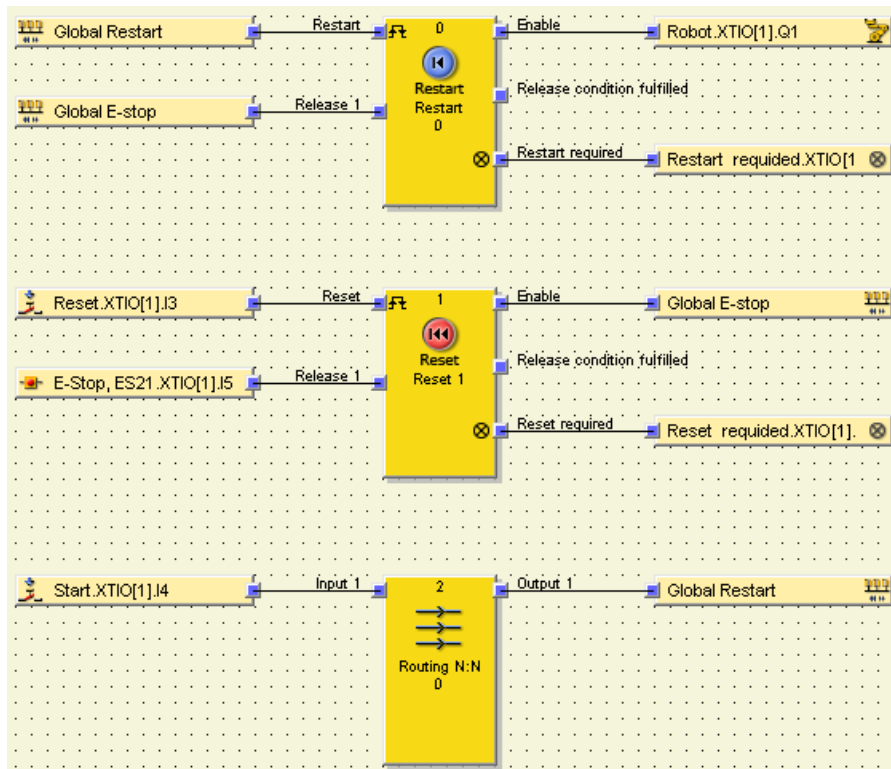 Global Restart
Restart
0
Enable
Robot.XTIO[1].Q1
Restart
Restart
0
Release condition fulfilled
Global E-stop
Release 1
Restart required
Restart requided.XTIO[1
Reset.XTIO[1].I3
Reset
1
Enable
Global E-stop
Reset
Reset 1
Release condition fulfilled
E-Stop, ES21.XTIO[1].I5
Release 1
Reset required
Reset requided.XTIO[1].
Start.XTIO[1].I4
Input 1
2
Output 1
Global Restart
Routing N:N
0